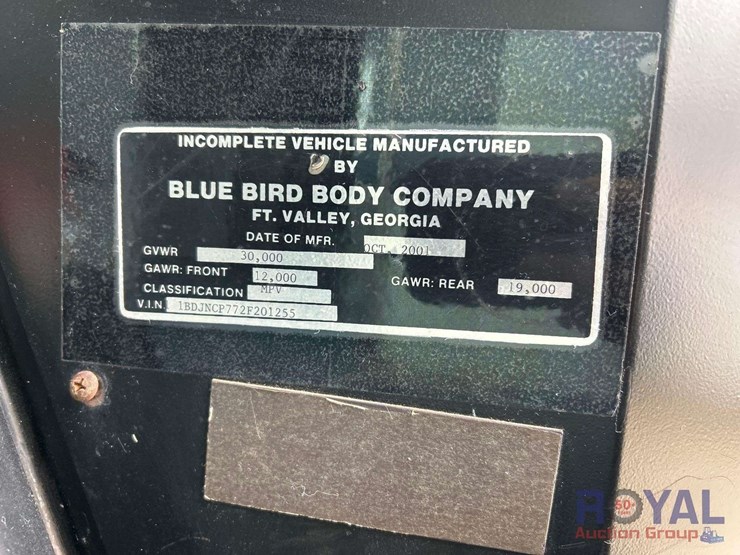 INCOMPLETE VEHICLE MANUFACTURED
BY
BLUE BIRD BODY COMPANY
FT. VALLEY, GEORGIA
DATE OF MFR. OCT. 2001
GVWR 30,000
GAWR: FRONT 12,000 GAWR: REAR 19,000
CLASSIFICATION MPV
V.I.N. 1BDJNCP772F201255
50+
ROYAL
Auction Group